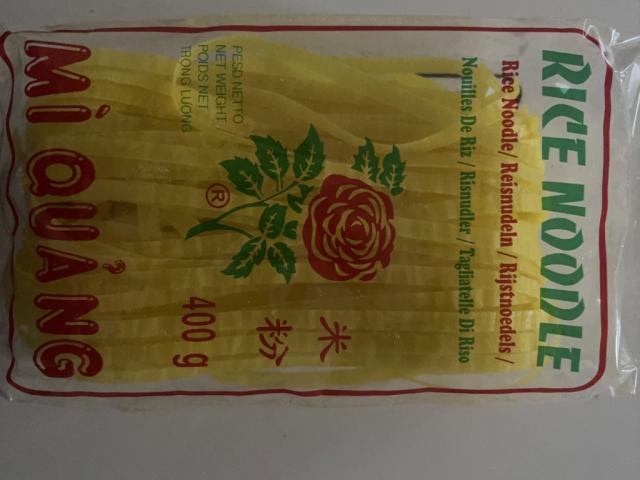 RICE NOODLE
Rice Noodle/ Reisnudeln / Rijstnoedels /
Nouilles De Riz / Risnudler / Tagliatelle Di Riso
®
米粉
PESO NETTO
NET WEIGHT /
POIDS NET
TRONG LUONG
400 g
MÌ QUẢNG